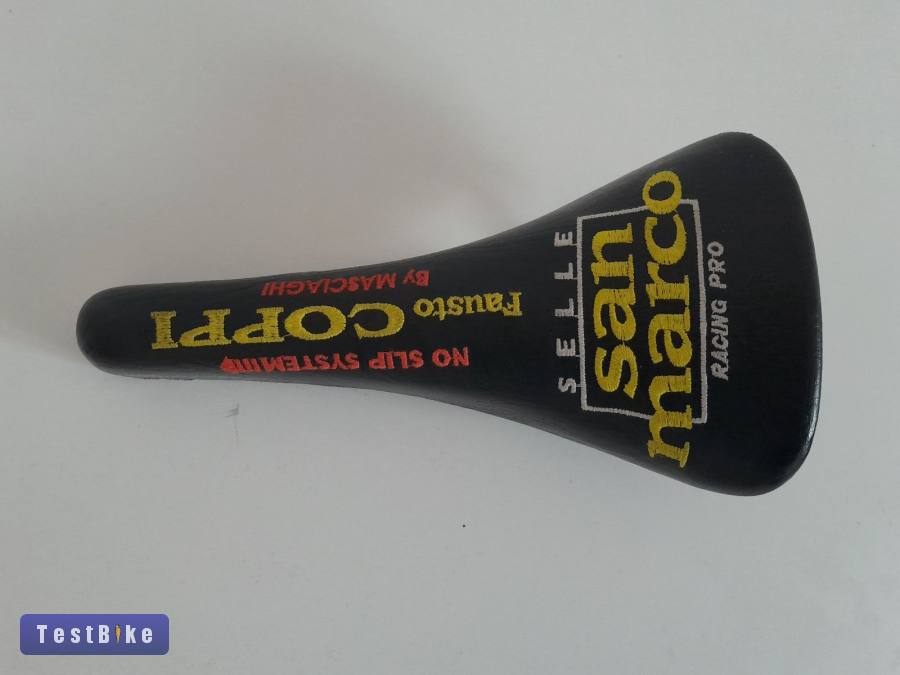 By MASCIAGHI
Fausto COPPI
NO SLIP SYSTEM
SELLE
san
marco
RACING PRO
TestBike